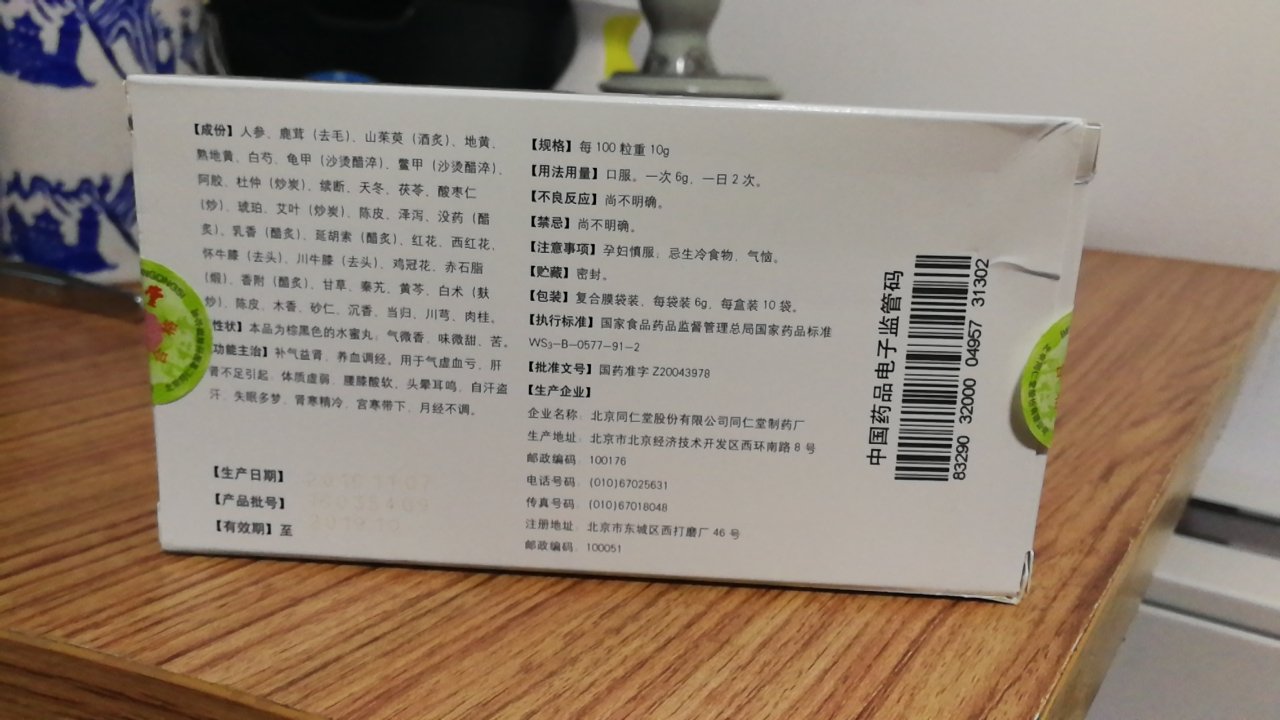 【成份】人参、鹿茸（去毛）、山茱萸（酒炙）、地黄、
熟地黄、白芍、龟甲（沙烫醋淬）、鳖甲（沙烫醋淬）、
阿胶、杜仲（炒炭）、续断、天冬、茯苓、酸枣仁
（炒）、琥珀、艾叶（炒炭）、陈皮、泽泻、没药（醋
炙）、乳香（醋炙）、延胡索（醋炙）、红花、西红花、
怀牛膝（去头）、川牛膝（去头）、鸡冠花、赤石脂
（煅）、香附（醋炙）、甘草、秦艽、黄芩、白术（麸
炒）、陈皮、木香、砂仁、沉香、当归、川芎、肉桂。
性状】本品为棕黑色的水蜜丸；气微香，味微甜、苦。
功能主治】补气益肾，养血调经。用于气虚血亏，肝
肾不足引起，体质虚弱，腰膝酸软，头晕耳鸣，自汗盗
汗，失眠多梦，肾寒精冷，宫寒带下，月经不调。
【生产日期】
【产品批号】
【有效期】至 2019 10
【规格】每100粒重10g
【用法用量】口服。一次6g，一日2次。
【不良反应】尚不明确。
【禁忌】尚不明确。
【注意事项】孕妇慎服，忌生冷食物，气恼。
【贮藏】密封。
【包装】复合膜袋装，每袋装6g，每盒装10袋。
【执行标准】国家食品药品监督管理总局国家药品标准
WS₃-B-0577-91-2
【批准文号】国药准字Z20043978
【生产企业】
企业名称：北京同仁堂股份有限公司同仁堂制药厂
生产地址：北京市北京经济技术开发区西环南路8号
邮政编码：100176
电话号码：(010)67025631
传真号码：(010)67018048
注册地址：北京市东城区西打磨厂46号
邮政编码：100051
中国药品电子监管码
83290 32000 04957 31302